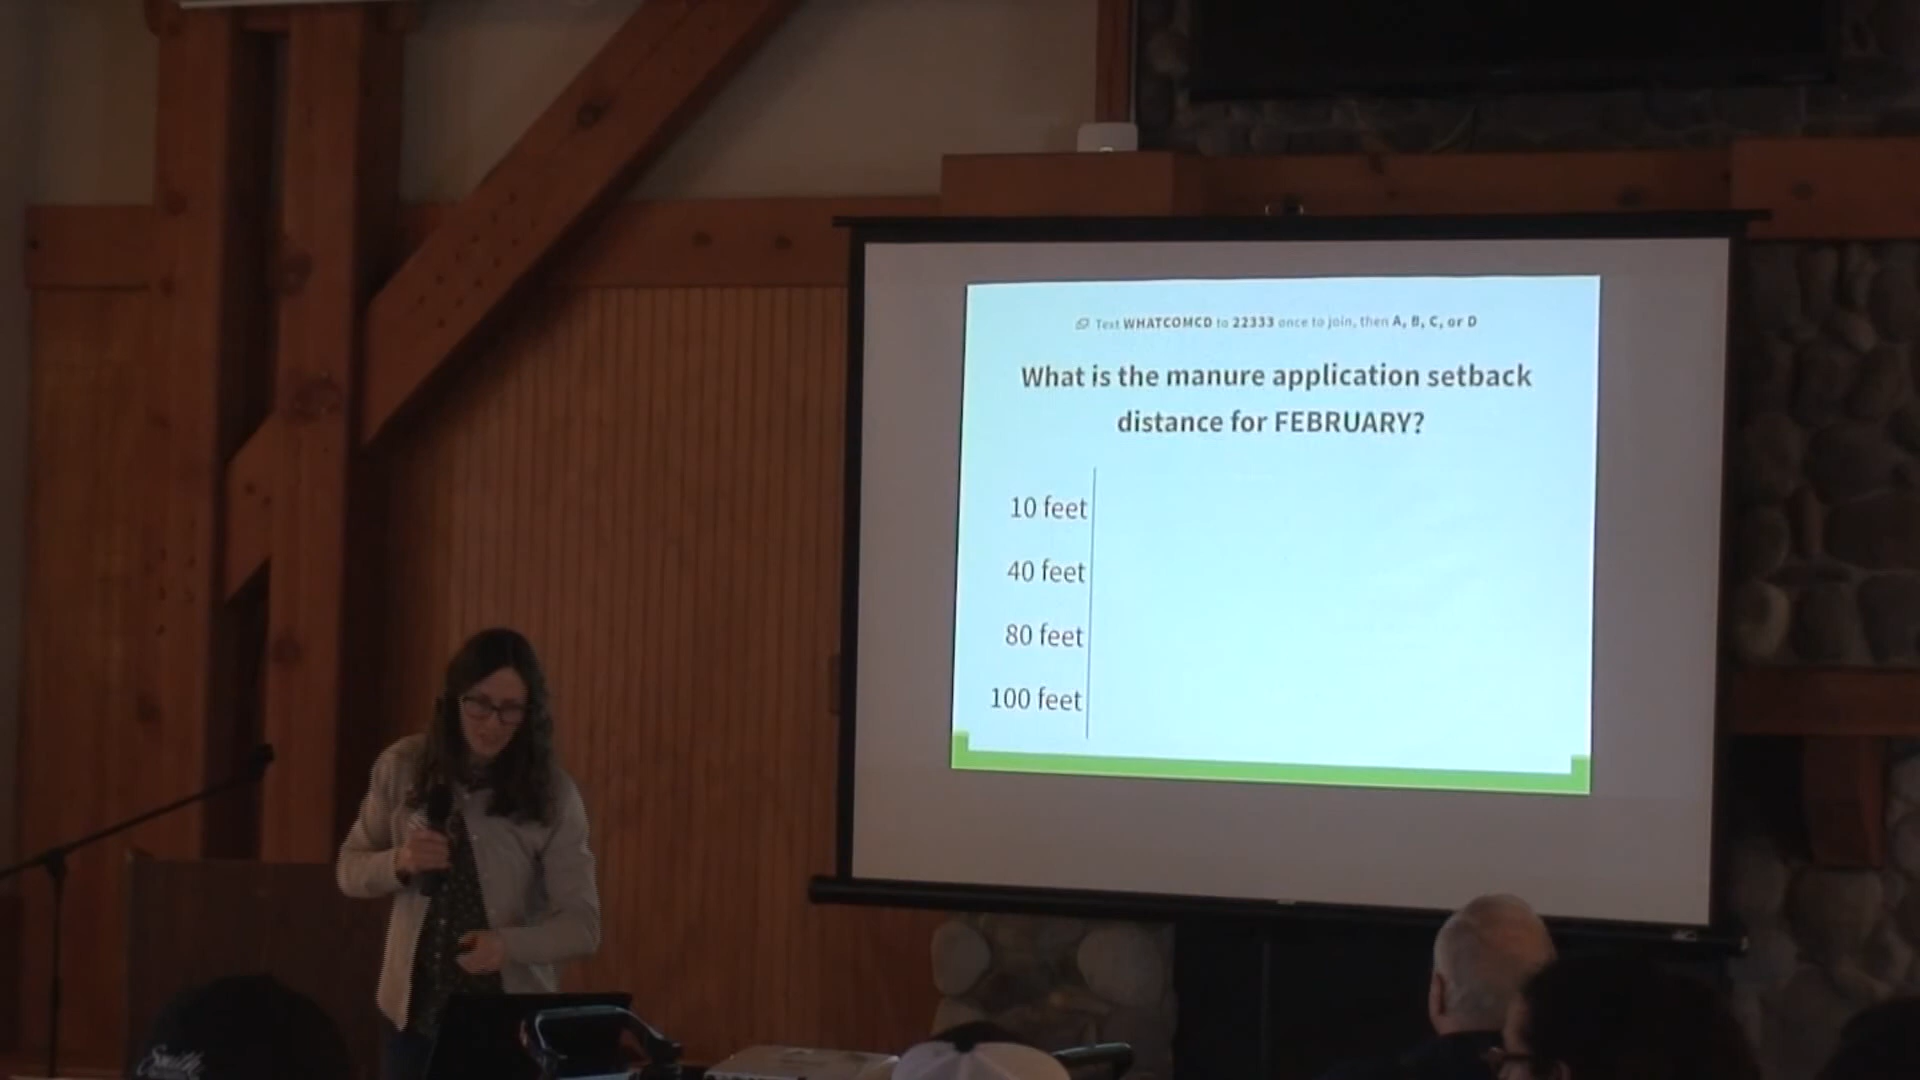 Text WHATCOMCD to 22333 once to join, then A, B, C, or D
What is the manure application setback
distance for FEBRUARY?
10 feet
40 feet
80 feet
100 feet
Smith